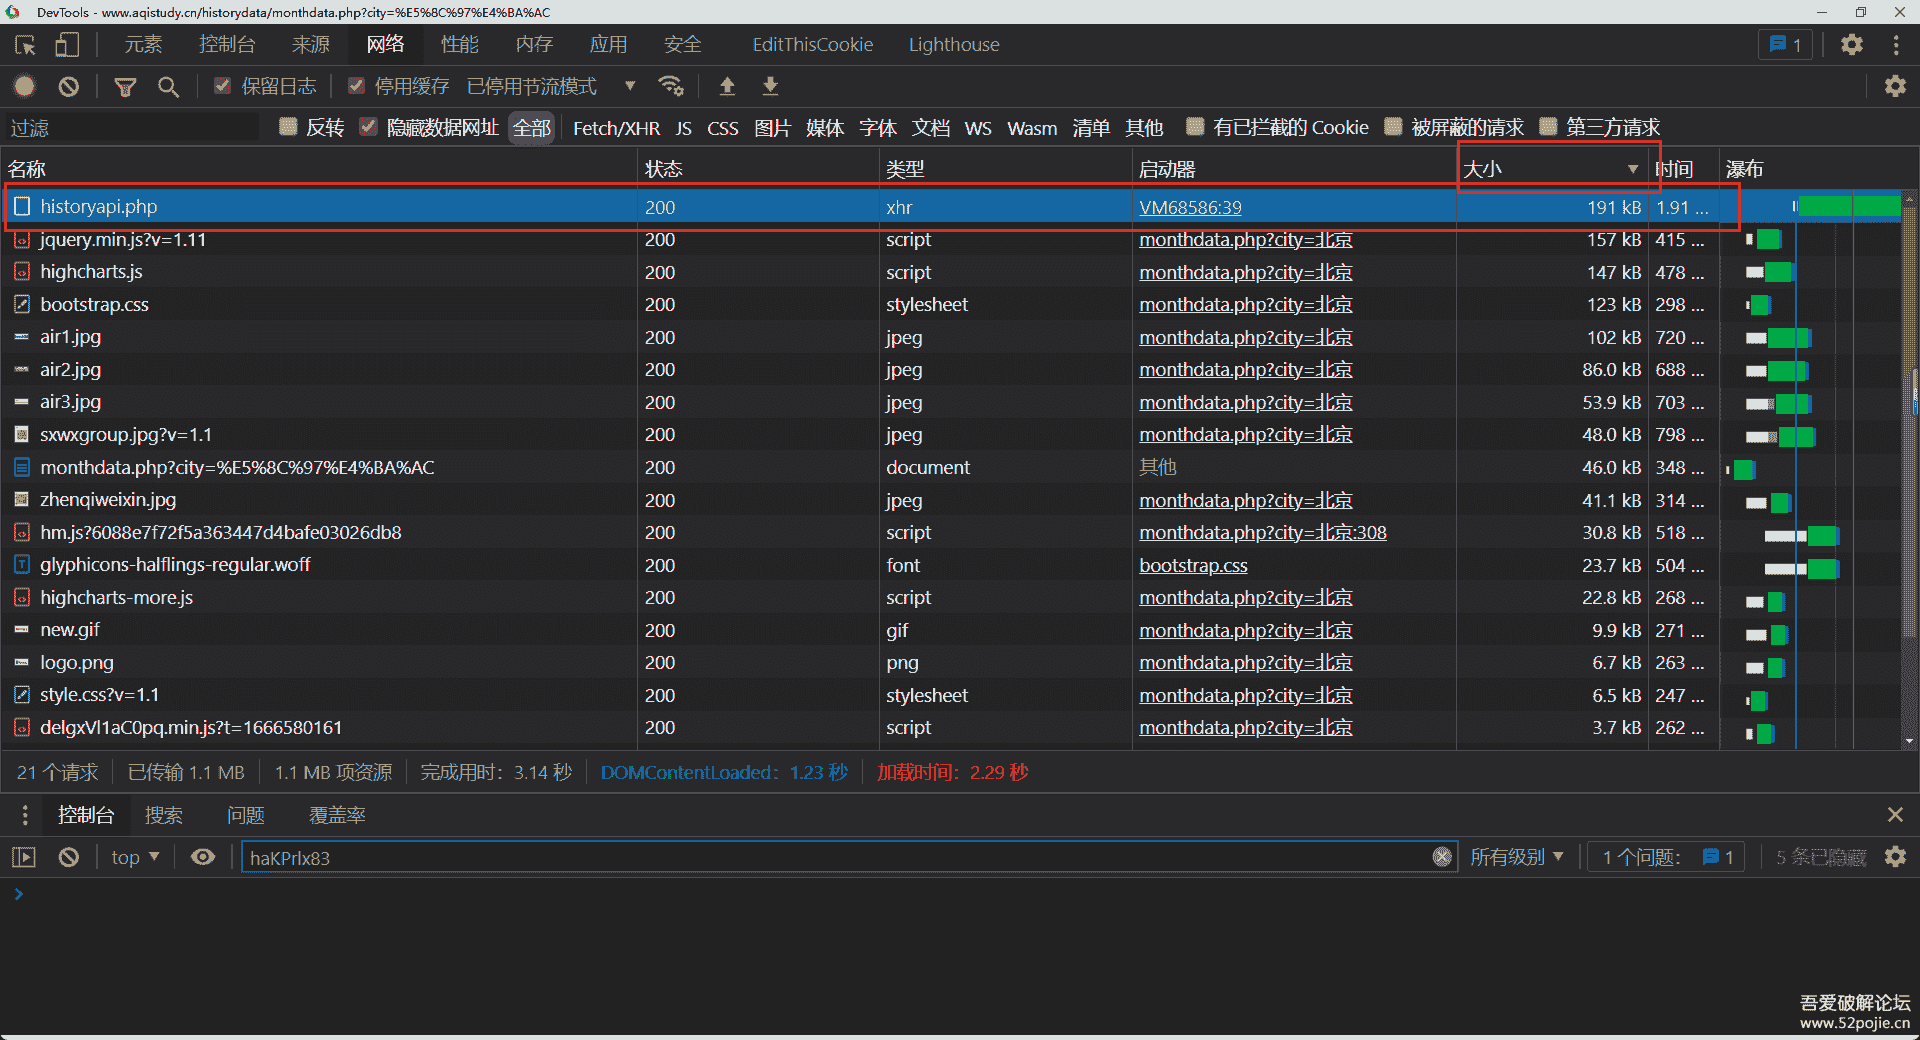 DevTools - www.aqistudy.cn/historydata/monthdata.php?city=%E5%8C%97%E4%BA%AC
元素 控制台 来源 网络 性能 内存 应用 安全 EditThisCookie Lighthouse 1
保留日志 停用缓存 已停用节流模式
过滤 反转 隐藏数据网址 全部 Fetch/XHR JS CSS 图片 媒体 字体 文档 WS Wasm 清单 其他 有已拦截的 Cookie 被屏蔽的请求 第三方请求
名称 状态 类型 启动器 大小 时间 瀑布
historyapi.php 200 xhr VM68586:39 191 kB 1.91 ...
jquery.min.js?v=1.11 200 script monthdata.php?city=北京 157 kB 415 ...
highcharts.js 200 script monthdata.php?city=北京 147 kB 478 ...
bootstrap.css 200 stylesheet monthdata.php?city=北京 123 kB 298 ...
air1.jpg 200 jpeg monthdata.php?city=北京 102 kB 720 ...
air2.jpg 200 jpeg monthdata.php?city=北京 86.0 kB 688 ...
air3.jpg 200 jpeg monthdata.php?city=北京 53.9 kB 703 ...
sxwxgroup.jpg?v=1.1 200 jpeg monthdata.php?city=北京 48.0 kB 798 ...
monthdata.php?city=%E5%8C%97%E4%BA%AC 200 document 其他 46.0 kB 348 ...
zhenqiweixin.jpg 200 jpeg monthdata.php?city=北京 41.1 kB 314 ...
hm.js?6088e7f72f5a363447d4bafe03026db8 200 script monthdata.php?city=北京:308 30.8 kB 518 ...
glyphicons-halflings-regular.woff 200 font bootstrap.css 23.7 kB 504 ...
highcharts-more.js 200 script monthdata.php?city=北京 22.8 kB 268 ...
new.gif 200 gif monthdata.php?city=北京 9.9 kB 271 ...
logo.png 200 png monthdata.php?city=北京 6.7 kB 263 ...
style.css?v=1.1 200 stylesheet monthdata.php?city=北京 6.5 kB 247 ...
delgxVl1aC0pq.min.js?t=1666580161 200 script monthdata.php?city=北京 3.7 kB 262 ...
21 个请求 已传输 1.1 MB 1.1 MB 项资源 完成用时：3.14 秒 DOMContentLoaded：1.23 秒 加载时间：2.29 秒
控制台 搜索 问题 覆盖率
top haKPrlx83 所有级别 1 个问题： 1 5 条已隐藏
吾爱破解论坛
www.52pojie.cn